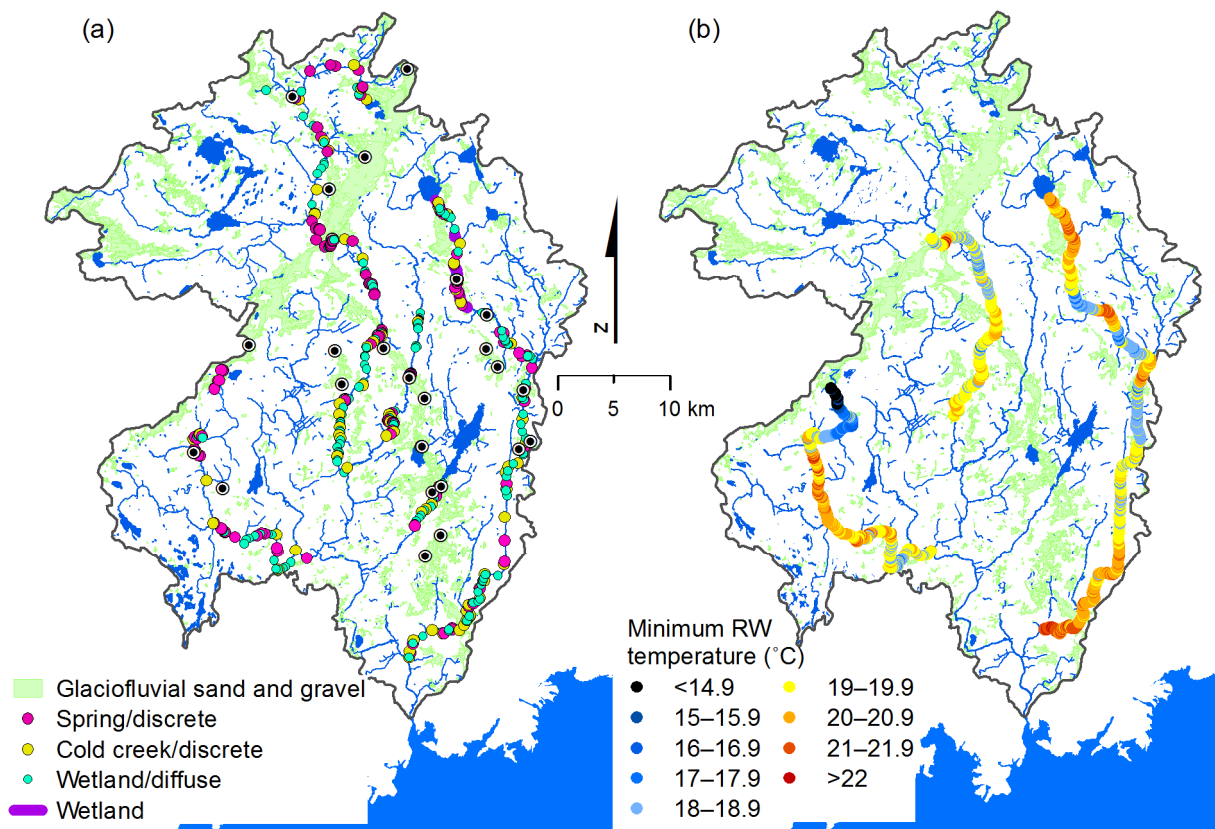 (a)
(b)
N
0 5 10 km
Glaciofluvial sand and gravel
Spring/discrete
Cold creek/discrete
Wetland/diffuse
Wetland
Minimum RW
temperature (˚C)
<14.9
15–15.9
16–16.9
17–17.9
18–18.9
19–19.9
20–20.9
21–21.9
>22